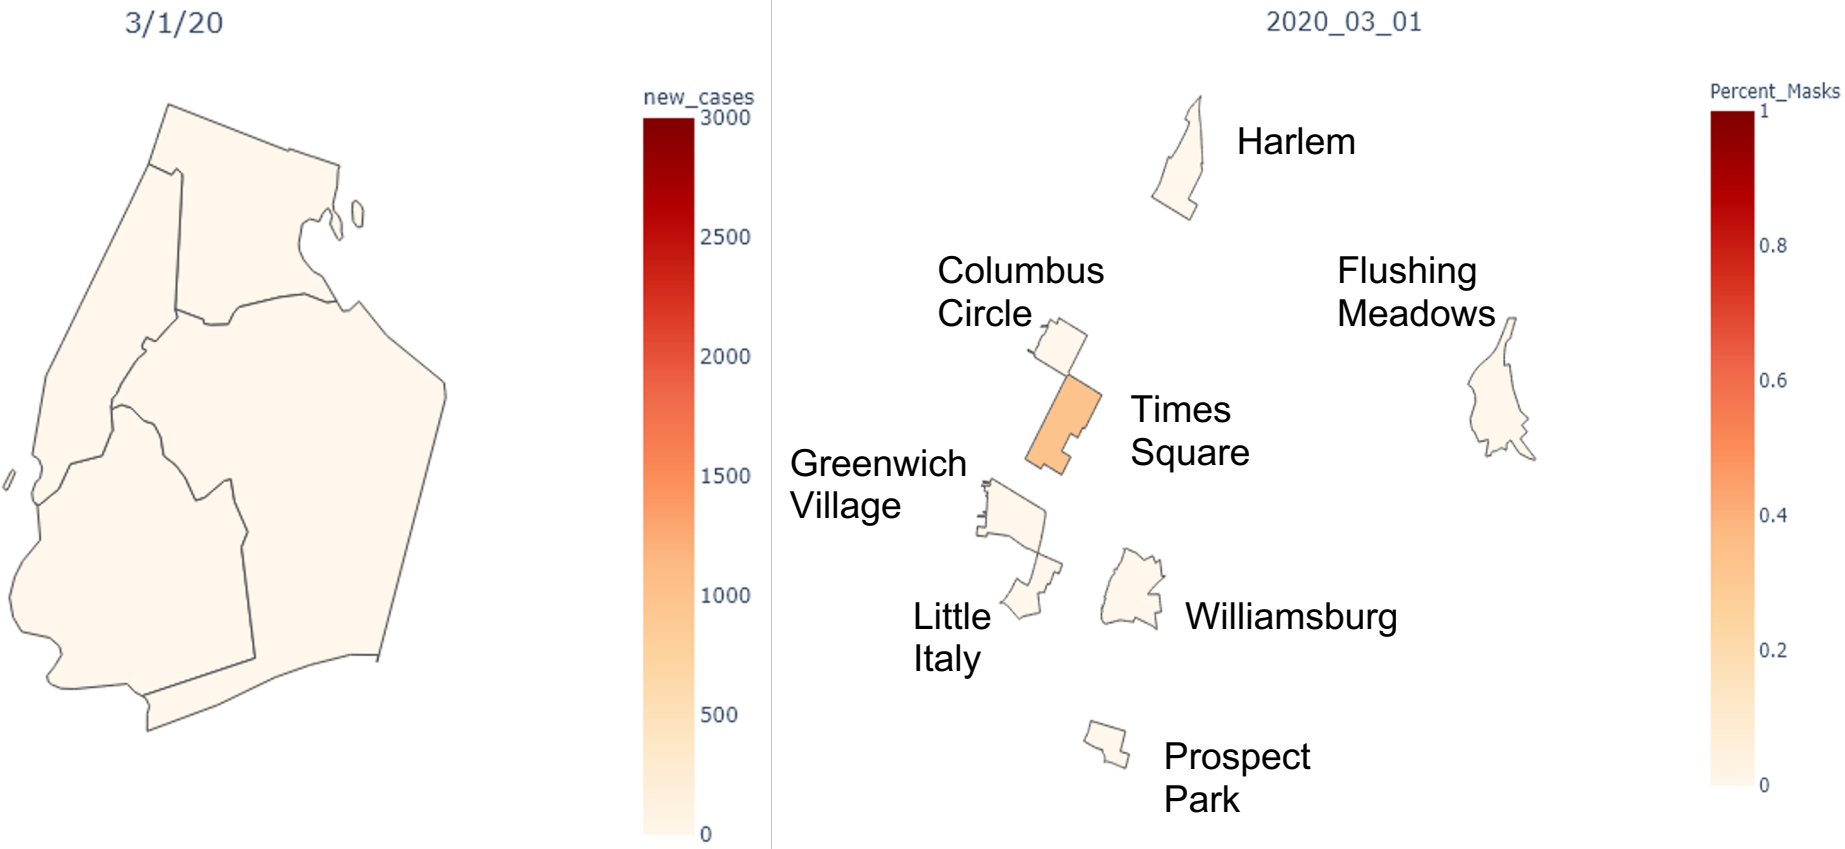 3/1/20
new_cases
3000
2500
2000
1500
1000
500
0
2020_03_01
Percent_Masks
1
0.8
0.6
0.4
0.2
0
Harlem
Columbus
Circle
Flushing
Meadows
Times
Square
Greenwich
Village
Little
Italy
Williamsburg
Prospect
Park